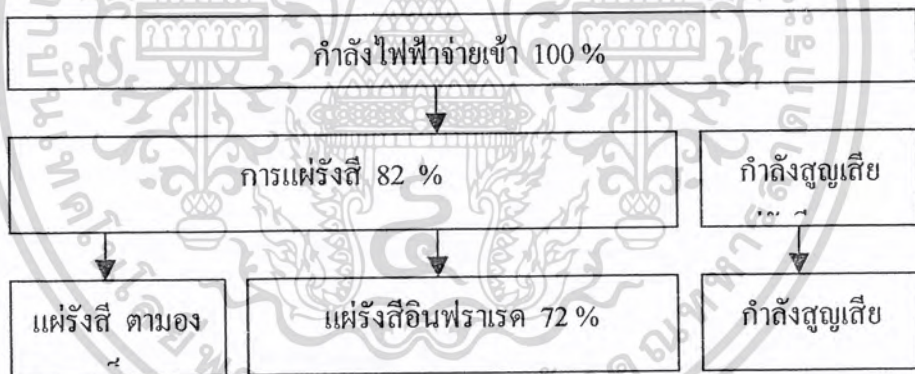 กำลังไฟฟ้าจ่ายเข้า 100 %
การแผ่รังสี 82 %
กำลังสูญเสีย
แผ่รังสี ตามอง
แผ่รังสีอินฟราเรด 72 %
กำลังสูญเสีย